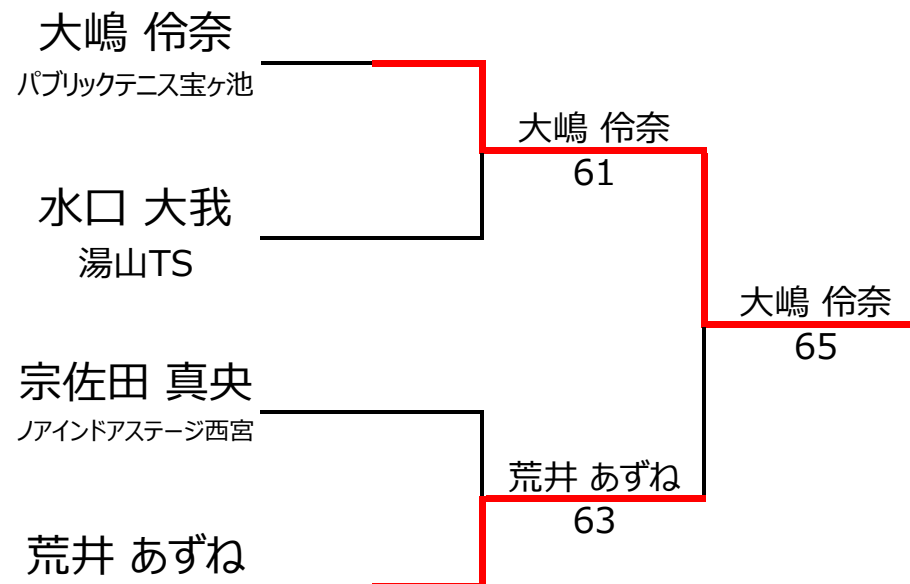 大嶋 伶奈
パブリックテニス宝ヶ池
大嶋 伶奈
61
水口 大我
湯山TS
大嶋 伶奈
65
宗佐田 真央
ノアインドアステージ西宮
荒井 あずね
63
荒井 あずね